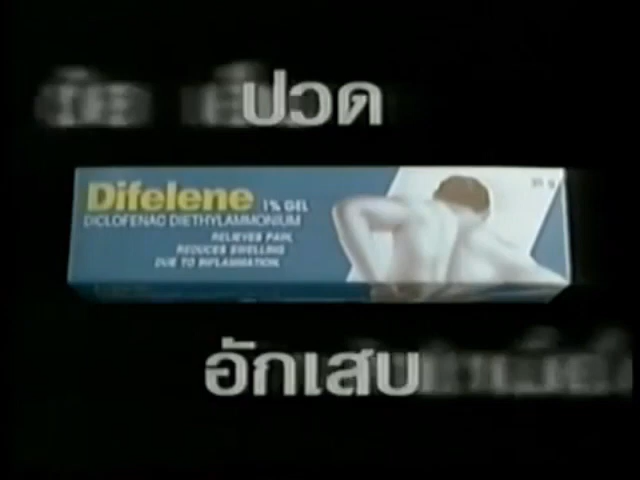 ปวด
Difelene 1% GEL
DICLOFENAC DIETHYLAMMONIUM
RELIEVES PAIN,
REDUCES SWELLING
DUE TO INFLAMMATION.
อักเสบ